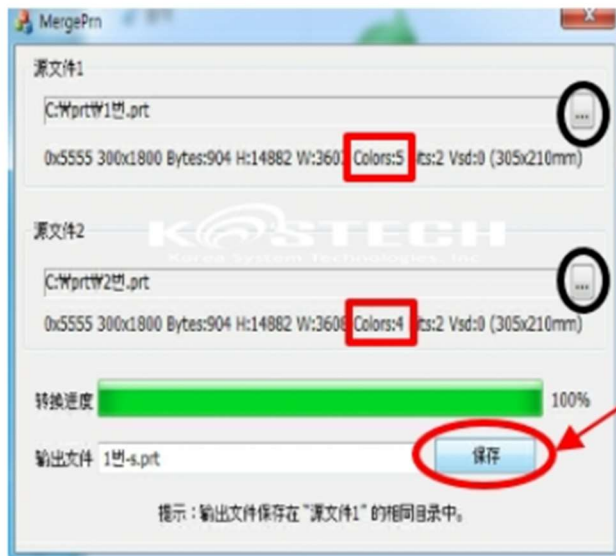 MergePrn
源文件1
C:₩prt₩1번.prt
...
0x5555 300x1800 Bytes:904 H:14882 Colors:5 Bits:2 Vsd:0 (305x210mm)
源文件2
KOSTECH
Korea System Technologies, Inc
C:₩prt₩2번.prt
...
0x5555 300x1800 Bytes:904 H:14882 W:3608 Colors:4 Bits:2 Vsd:0 (305x210mm)
转换进度 100%
输出文件 1번-s.prt 保存
提示：输出文件保存在"源文件1"的相同目录中。